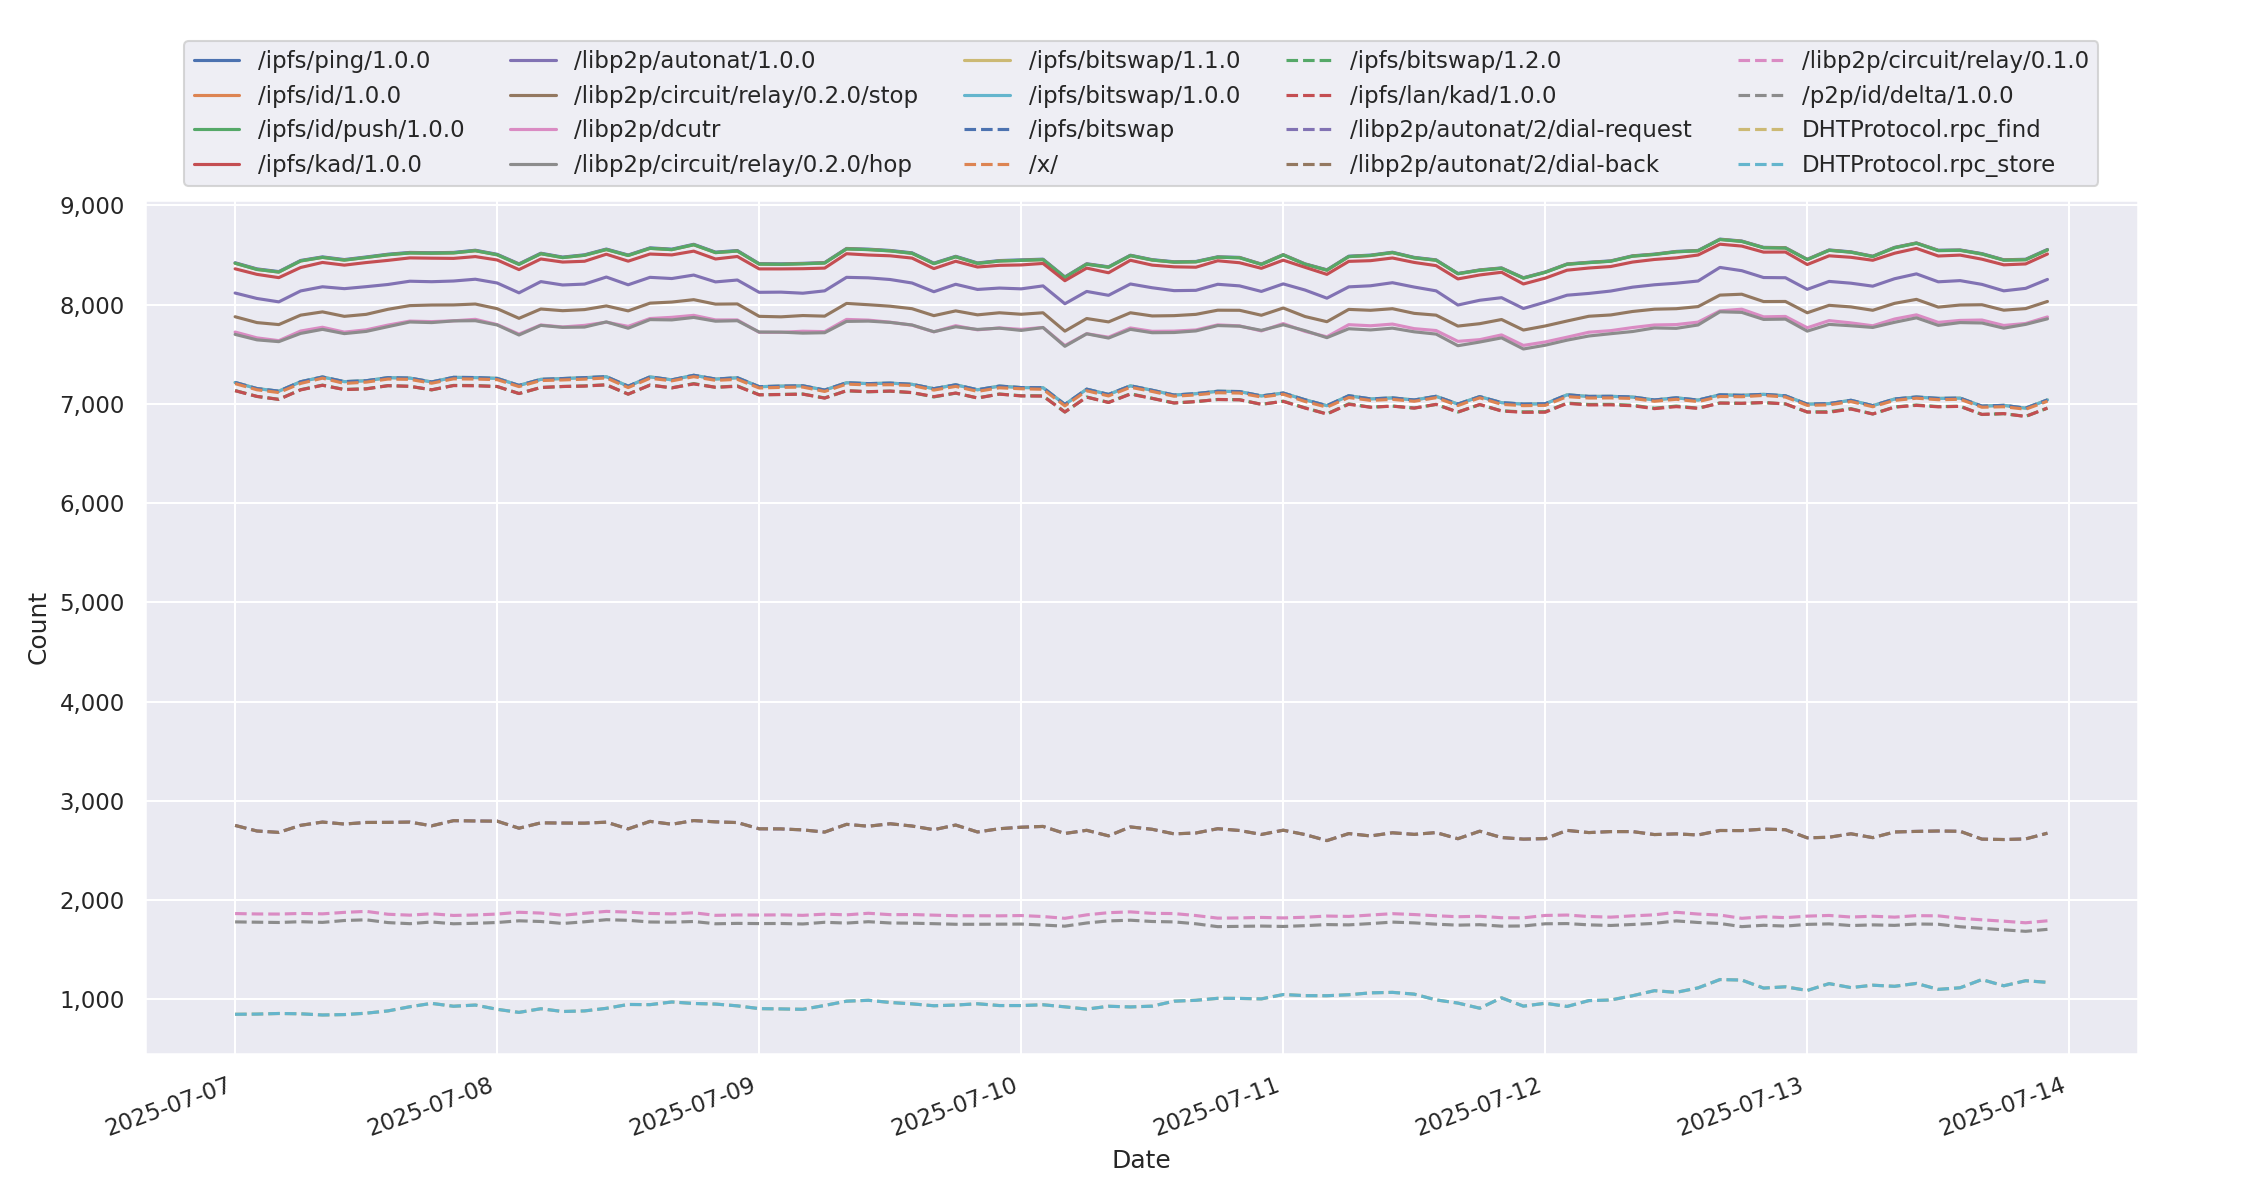 /ipfs/ping/1.0.0
/ipfs/id/1.0.0
/ipfs/id/push/1.0.0
/ipfs/kad/1.0.0
/libp2p/autonat/1.0.0
/libp2p/circuit/relay/0.2.0/stop
/libp2p/dcutr
/libp2p/circuit/relay/0.2.0/hop
/ipfs/bitswap/1.1.0
/ipfs/bitswap/1.0.0
/ipfs/bitswap
/x/
/ipfs/bitswap/1.2.0
/ipfs/lan/kad/1.0.0
/libp2p/autonat/2/dial-request
/libp2p/autonat/2/dial-back
/libp2p/circuit/relay/0.1.0
/p2p/id/delta/1.0.0
DHTProtocol.rpc_find
DHTProtocol.rpc_store
9,000
8,000
7,000
6,000
5,000
4,000
3,000
2,000
1,000
Count
2025-07-07
2025-07-08
2025-07-09
2025-07-10
2025-07-11
2025-07-12
2025-07-13
2025-07-14
Date